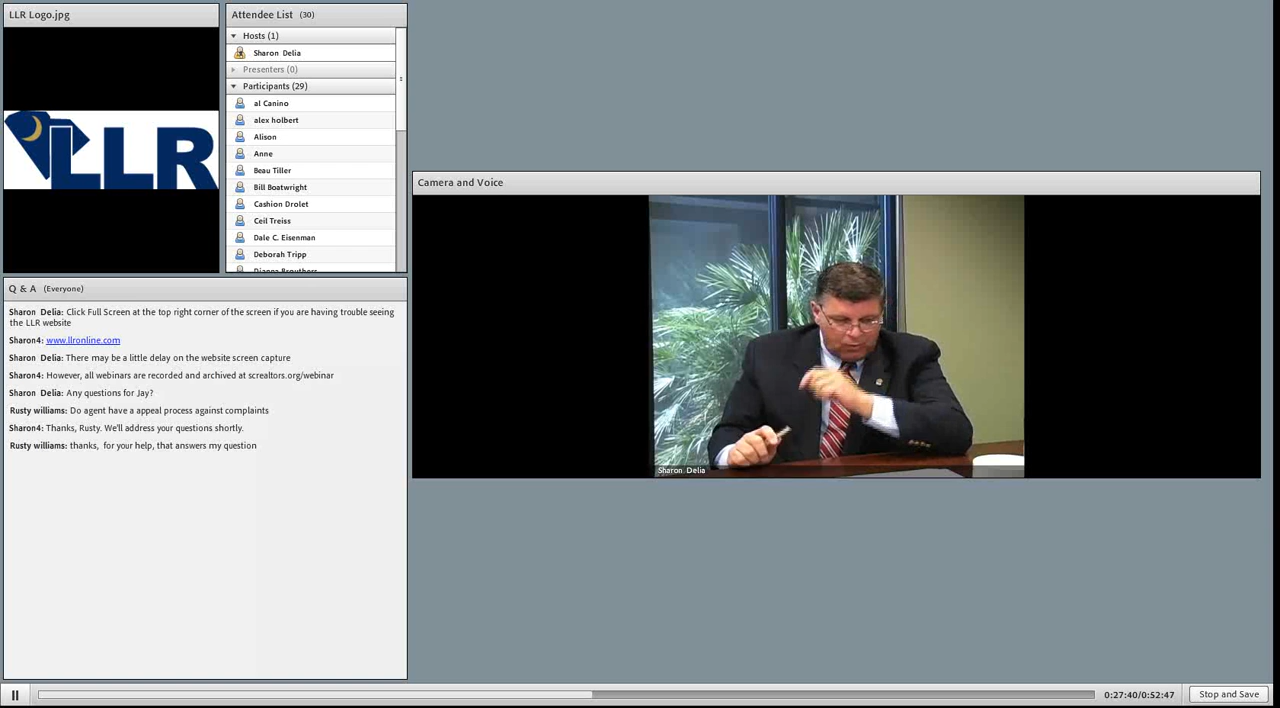 LLR Logo.jpg
LLR
Attendee List (30)
Hosts (1)
Sharon Delia
Presenters (0)
Participants (29)
al Canino
alex holbert
Alison
Anne
Beau Tiller
Bill Boatwright
Cashion Drolet
Ceil Treiss
Dale C. Eisenman
Deborah Tripp
Dianna Brouthers
Q & A (Everyone)
Sharon Delia: Click Full Screen at the top right corner of the screen if you are having trouble seeing
the LLR website
Sharon4: www.llronline.com
Sharon Delia: There may be a little delay on the website screen capture
Sharon4: However, all webinars are recorded and archived at screaltors.org/webinar
Sharon Delia: Any questions for Jay?
Rusty williams: Do agent have a appeal process against complaints
Sharon4: Thanks, Rusty. We'll address your questions shortly.
Rusty williams: thanks, for your help, that answers my question
Camera and Voice
Sharon Delia
0:27:40/0:52:47
Stop and Save